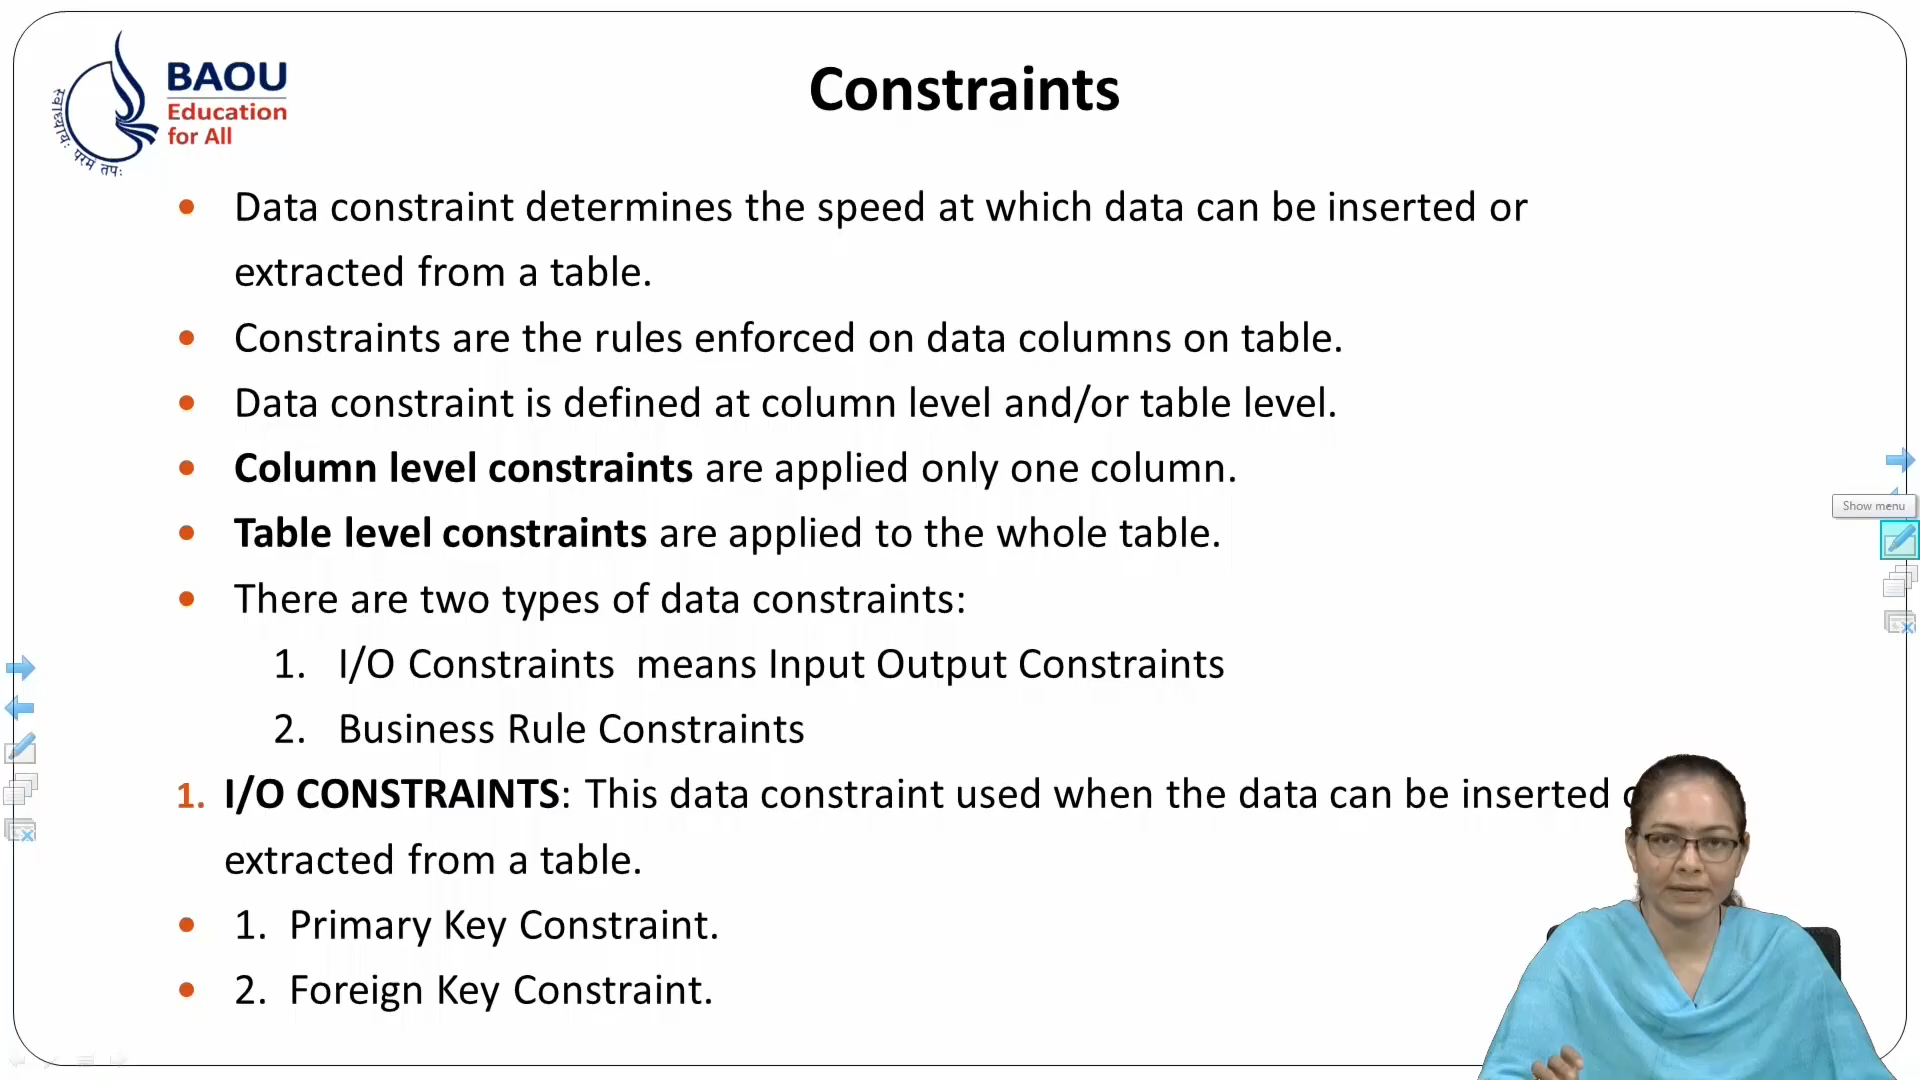 स्वाध्यायः परमं तपः
BAOU
Education
for All
Constraints
• Data constraint determines the speed at which data can be inserted or
extracted from a table.
• Constraints are the rules enforced on data columns on table.
• Data constraint is defined at column level and/or table level.
• Column level constraints are applied only one column.
• Table level constraints are applied to the whole table.
• There are two types of data constraints:
1. I/O Constraints means Input Output Constraints
2. Business Rule Constraints
1. I/O CONSTRAINTS: This data constraint used when the data can be inserted
extracted from a table.
• 1. Primary Key Constraint.
• 2. Foreign Key Constraint.
Show menu